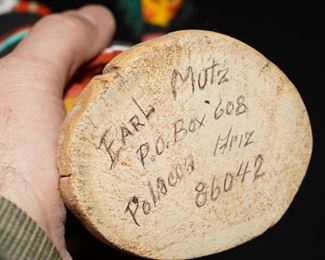 EARL MUTZ
P.O. BOX 608
Polacca Ariz
86042